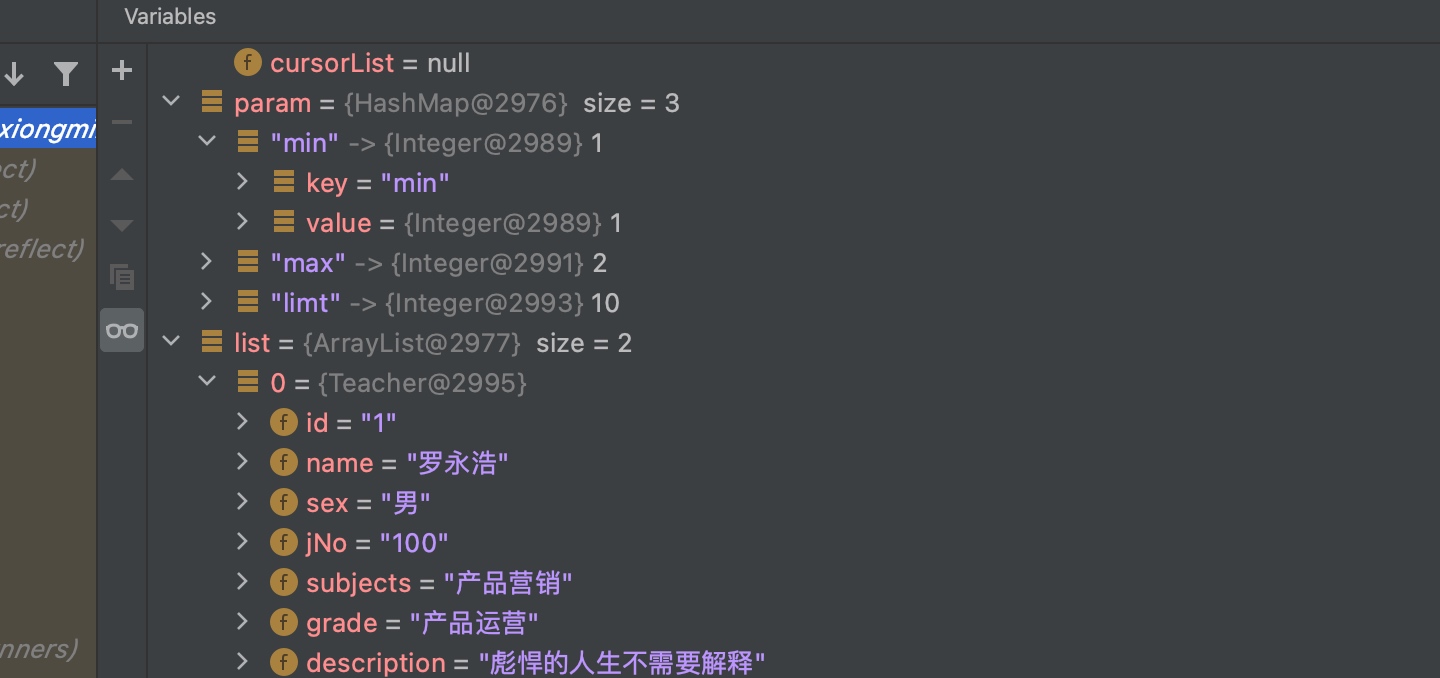 Variables
cursorList = null
param = {HashMap@2976} size = 3
xiongmi
"min" -> {Integer@2989} 1
ect)
key = "min"
ct)
value = {Integer@2989} 1
reflect)
"max" -> {Integer@2991} 2
"limt" -> {Integer@2993} 10
list = {ArrayList@2977} size = 2
0 = {Teacher@2995}
id = "1"
name = "罗永浩"
sex = "男"
jNo = "100"
subjects = "产品营销"
grade = "产品运营"
nners)
description = "彪悍的人生不需要解释"